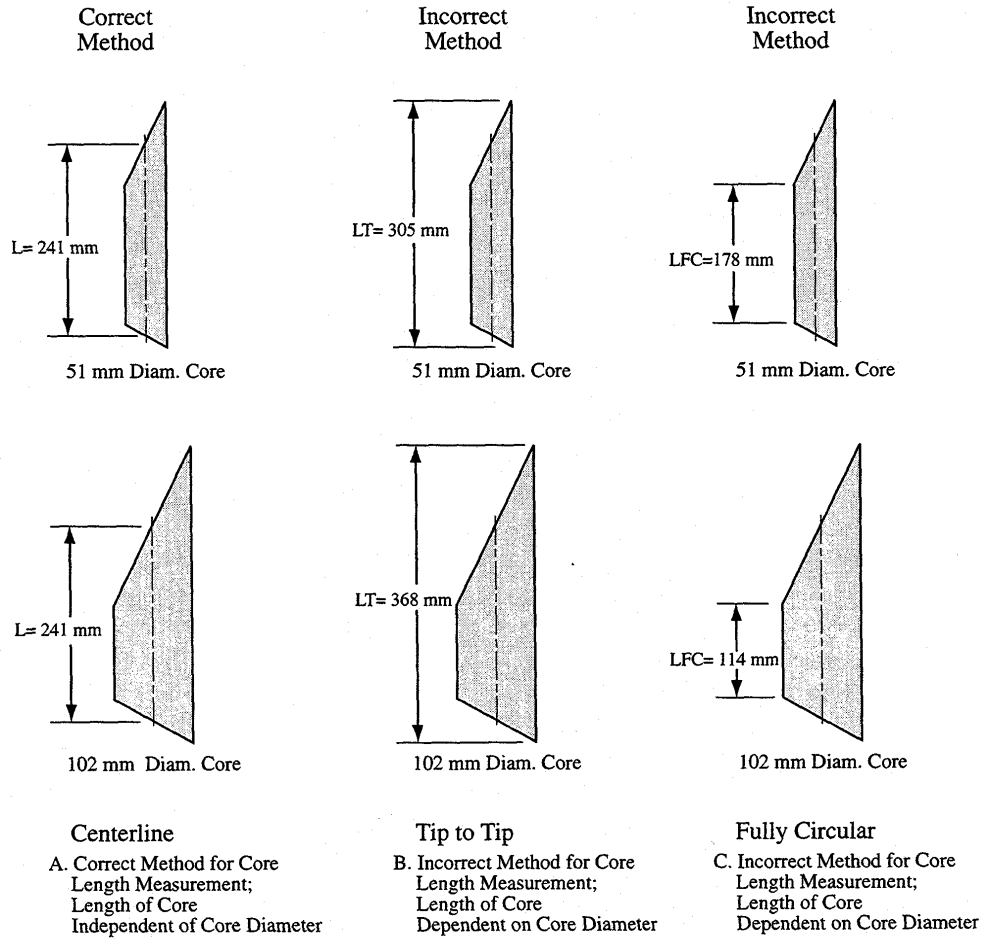 Correct
Method
Incorrect
Method
Incorrect
Method
L= 241 mm
LT= 305 mm
LFC=178 mm
51 mm Diam. Core
51 mm Diam. Core
51 mm Diam. Core
L= 241 mm
LT= 368 mm
LFC= 114 mm
102 mm Diam. Core
102 mm Diam. Core
102 mm Diam. Core
Centerline
A. Correct Method for Core
Length Measurement;
Length of Core
Independent of Core Diameter
Tip to Tip
B. Incorrect Method for Core
Length Measurement;
Length of Core
Dependent on Core Diameter
Fully Circular
C. Incorrect Method for Core
Length Measurement;
Length of Core
Dependent on Core Diameter